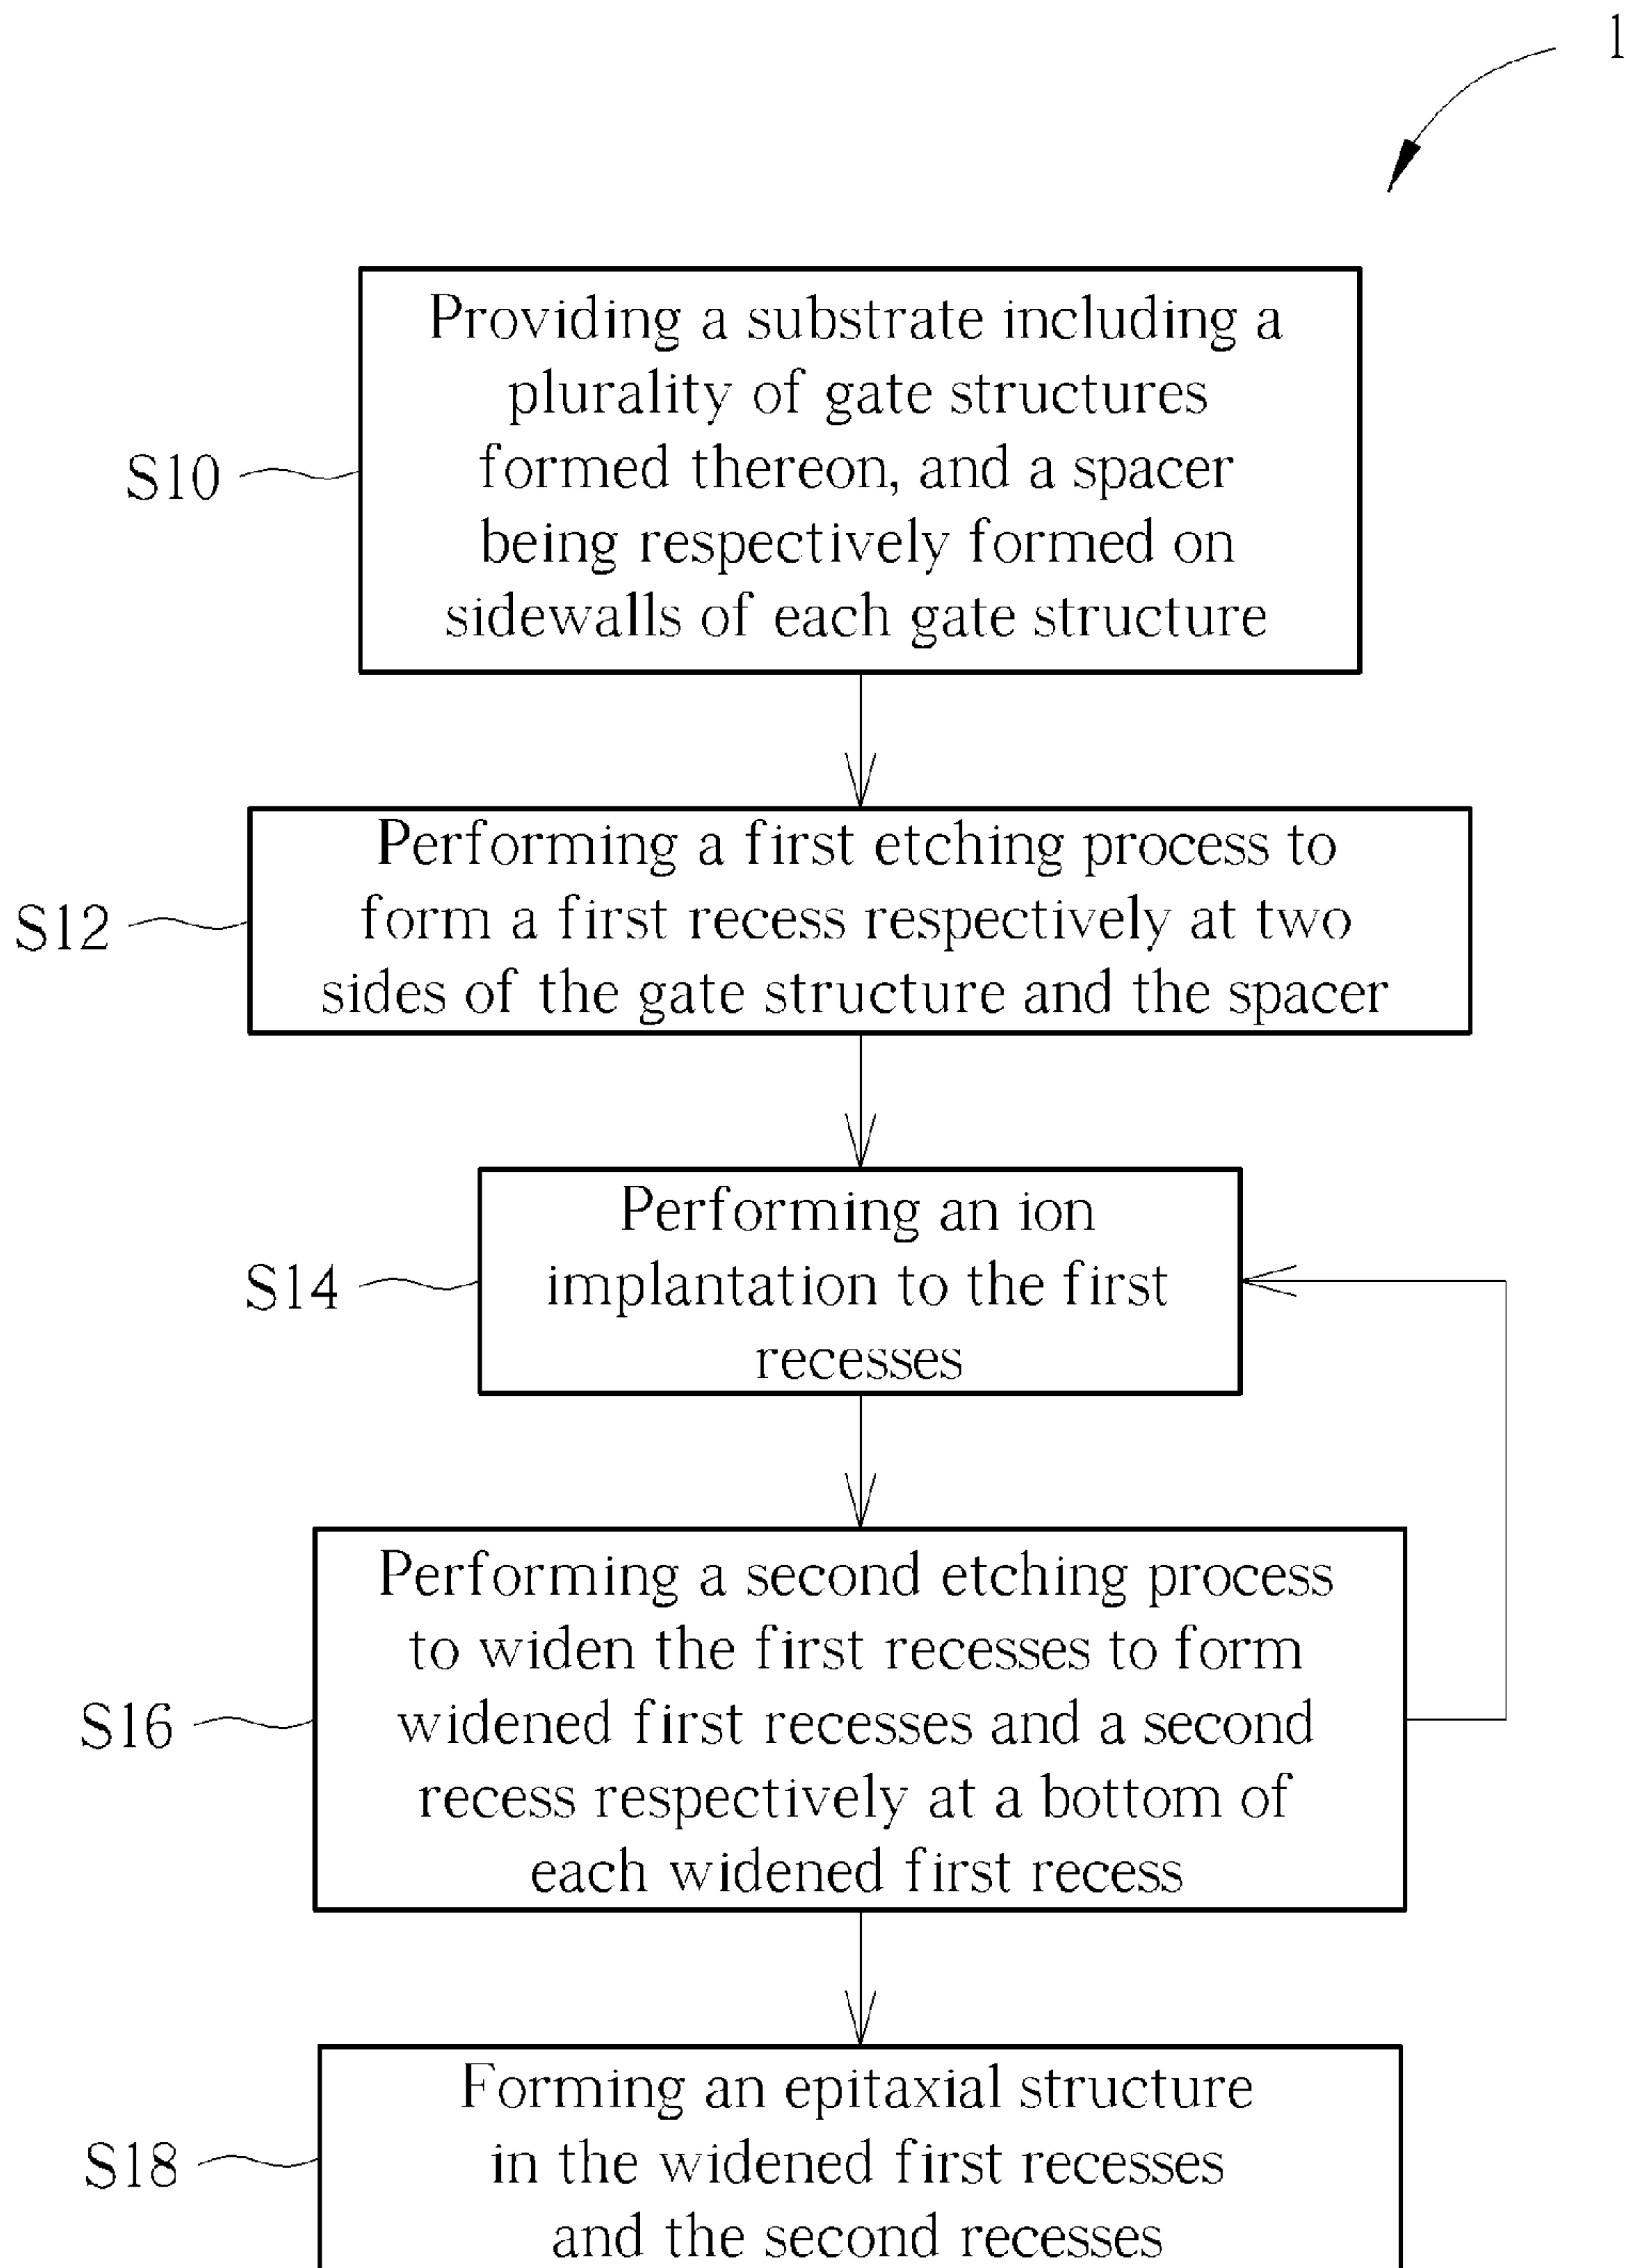 1
Providing a substrate including a
plurality of gate structures
formed thereon, and a spacer
being respectively formed on
sidewalls of each gate structure
S10
Performing a first etching process to
form a first recess respectively at two
sides of the gate structure and the spacer
S12
Performing an ion
implantation to the first
recesses
S14
Performing a second etching process
to widen the first recesses to form
widened first recesses and a second
recess respectively at a bottom of
each widened first recess
S16
Forming an epitaxial structure
in the widened first recesses
and the second recesses
S18